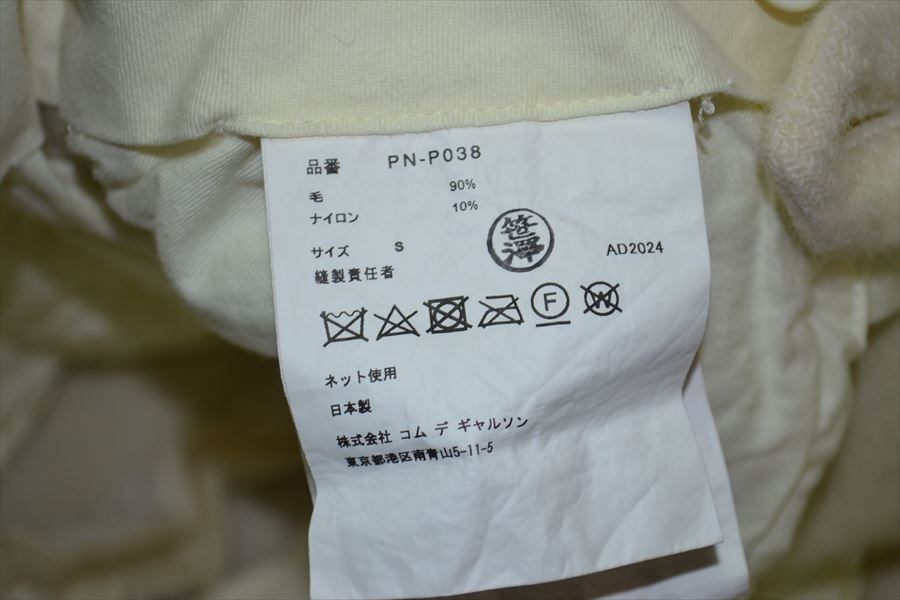 品番 PN-P038
毛 90%
ナイロン 10%
サイズ S
縫製責任者 笹澤 AD2024
F W
ネット使用
日本製
株式会社 コム デ ギャルソン
東京都港区南青山5-11-5